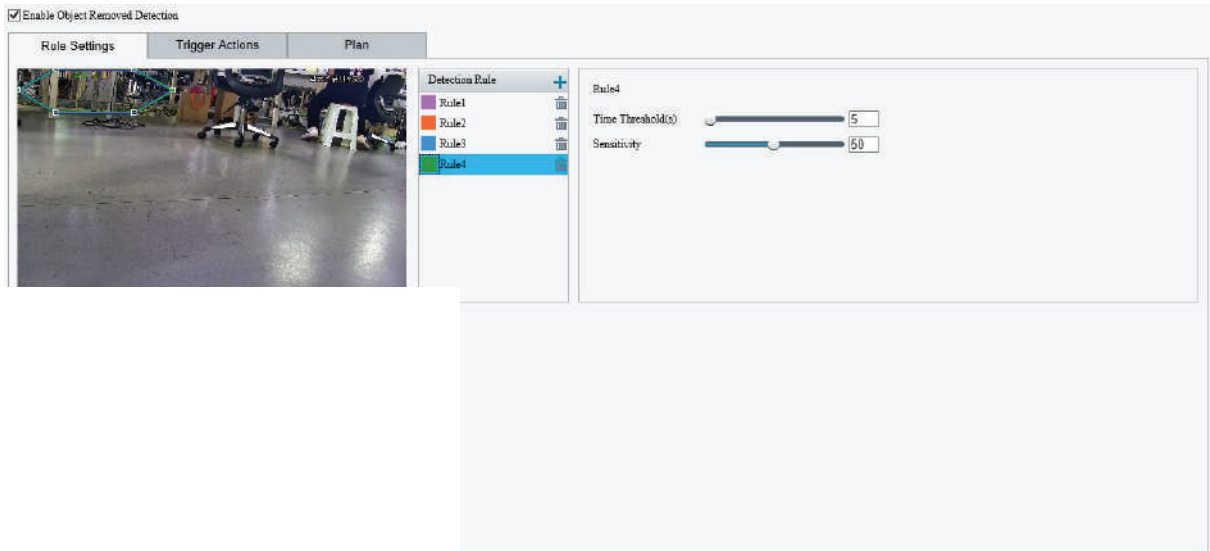 Enable Object Removed Detection
Rule Settings
Trigger Actions
Plan
Detection Rule
Rule1
Rule2
Rule3
Rule4
Rule4
Time Threshold(s)
5
Sensitivity
50